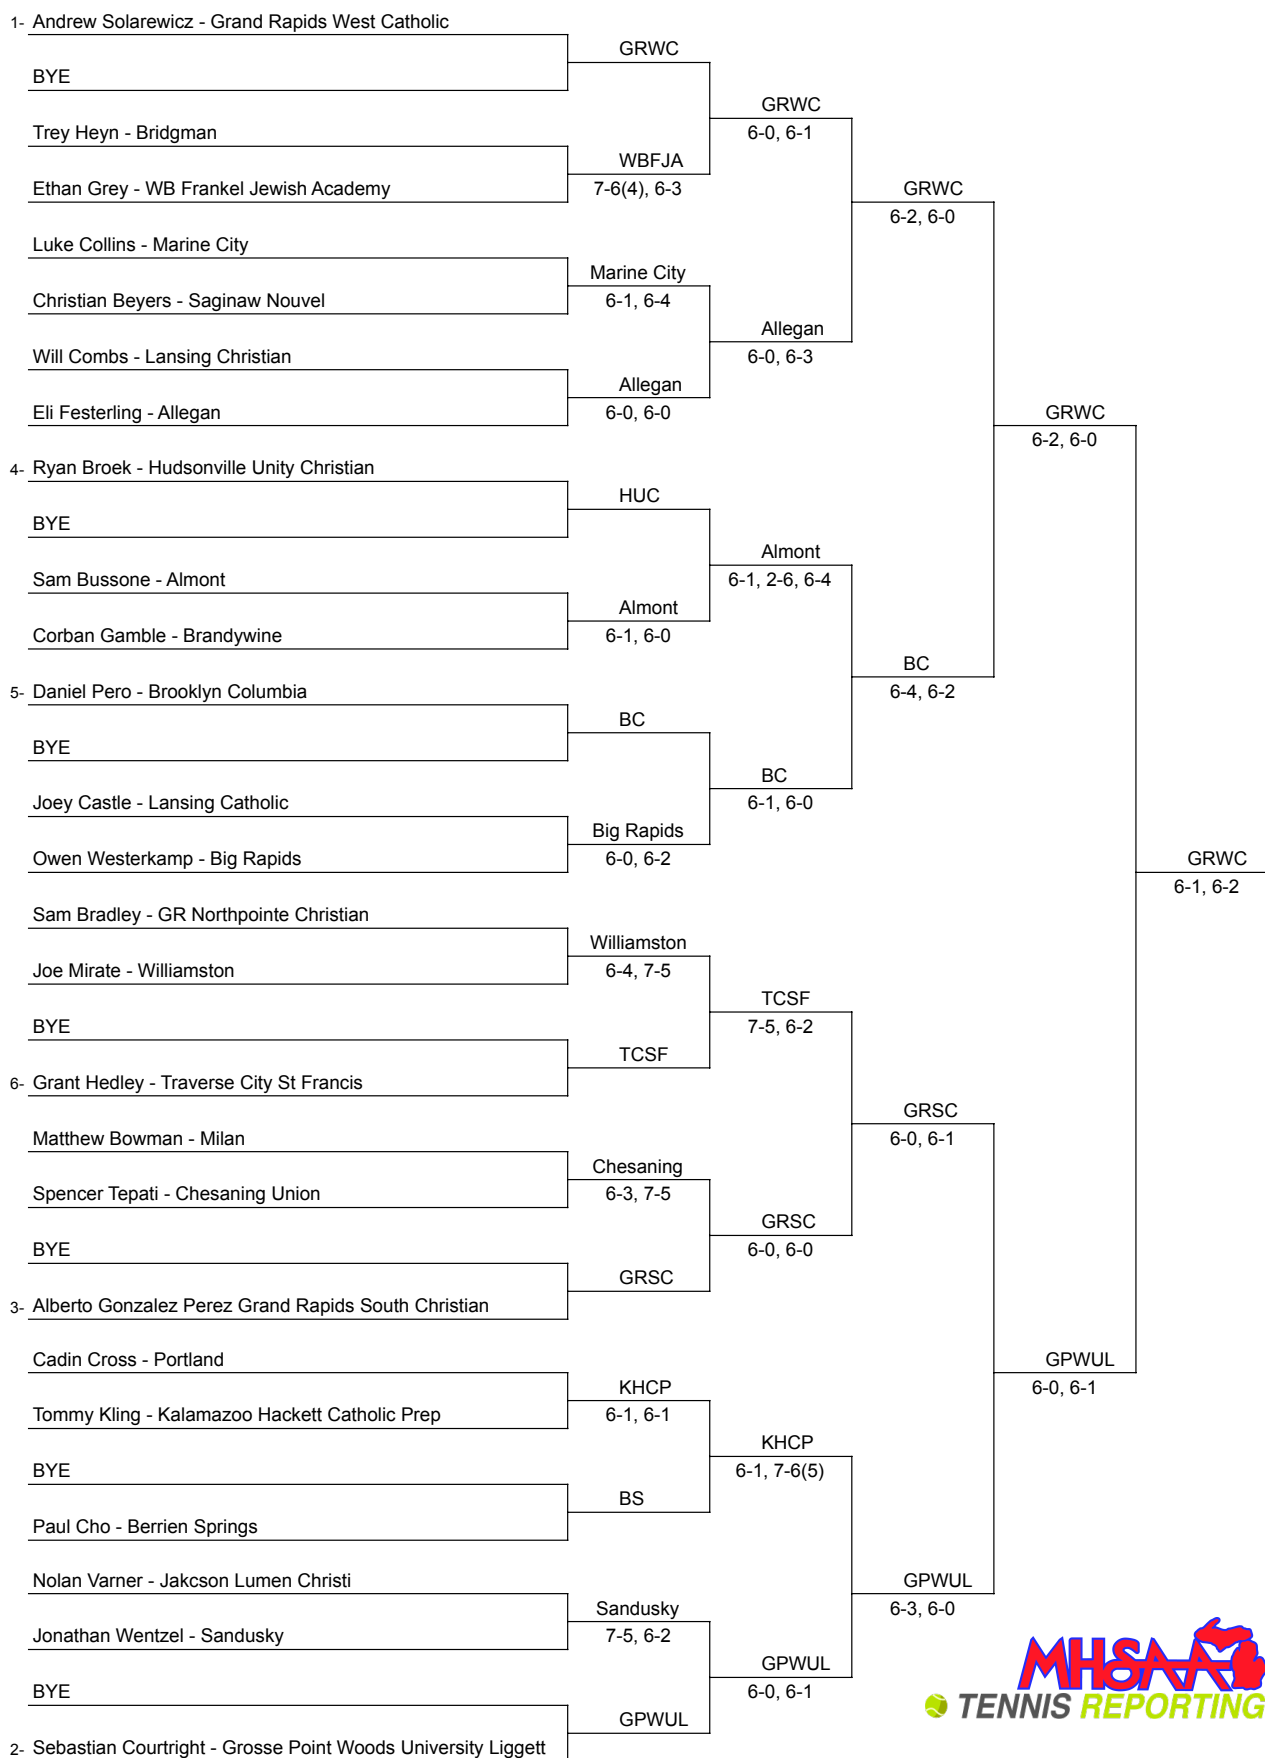 1- Andrew Solarewicz - Grand Rapids West Catholic
GRWC
BYE
GRWC
6-0, 6-1
Trey Heyn - Bridgman
WBFJA
7-6(4), 6-3
Ethan Grey - WB Frankel Jewish Academy
GRWC
6-2, 6-0
Luke Collins - Marine City
Marine City
6-1, 6-4
Christian Beyers - Saginaw Nouvel
Allegan
6-0, 6-3
Will Combs - Lansing Christian
Allegan
6-0, 6-0
Eli Festerling - Allegan
GRWC
6-2, 6-0
4- Ryan Broek - Hudsonville Unity Christian
HUC
BYE
Almont
6-1, 2-6, 6-4
Sam Bussone - Almont
Almont
6-1, 6-0
Corban Gamble - Brandywine
BC
6-4, 6-2
5- Daniel Pero - Brooklyn Columbia
BC
BYE
BC
6-1, 6-0
Joey Castle - Lansing Catholic
Big Rapids
6-0, 6-2
Owen Westerkamp - Big Rapids
GRWC
6-1, 6-2
Sam Bradley - GR Northpointe Christian
Williamston
6-4, 7-5
Joe Mirate - Williamston
TCSF
7-5, 6-2
BYE
TCSF
6- Grant Hedley - Traverse City St Francis
GRSC
6-0, 6-1
Matthew Bowman - Milan
Chesaning
6-3, 7-5
Spencer Tepati - Chesaning Union
GRSC
6-0, 6-0
BYE
GRSC
3- Alberto Gonzalez Perez Grand Rapids South Christian
Cadin Cross - Portland
GPWUL
6-0, 6-1
KHCP
6-1, 6-1
Tommy Kling - Kalamazoo Hackett Catholic Prep
KHCP
6-1, 7-6(5)
BYE
BS
Paul Cho - Berrien Springs
Nolan Varner - Jakcson Lumen Christi
GPWUL
6-3, 6-0
Sandusky
7-5, 6-2
Jonathan Wentzel - Sandusky
GPWUL
6-0, 6-1
BYE
GPWUL
2- Sebastian Courtright - Grosse Point Woods University Liggett
MHSAA
TENNIS REPORTING